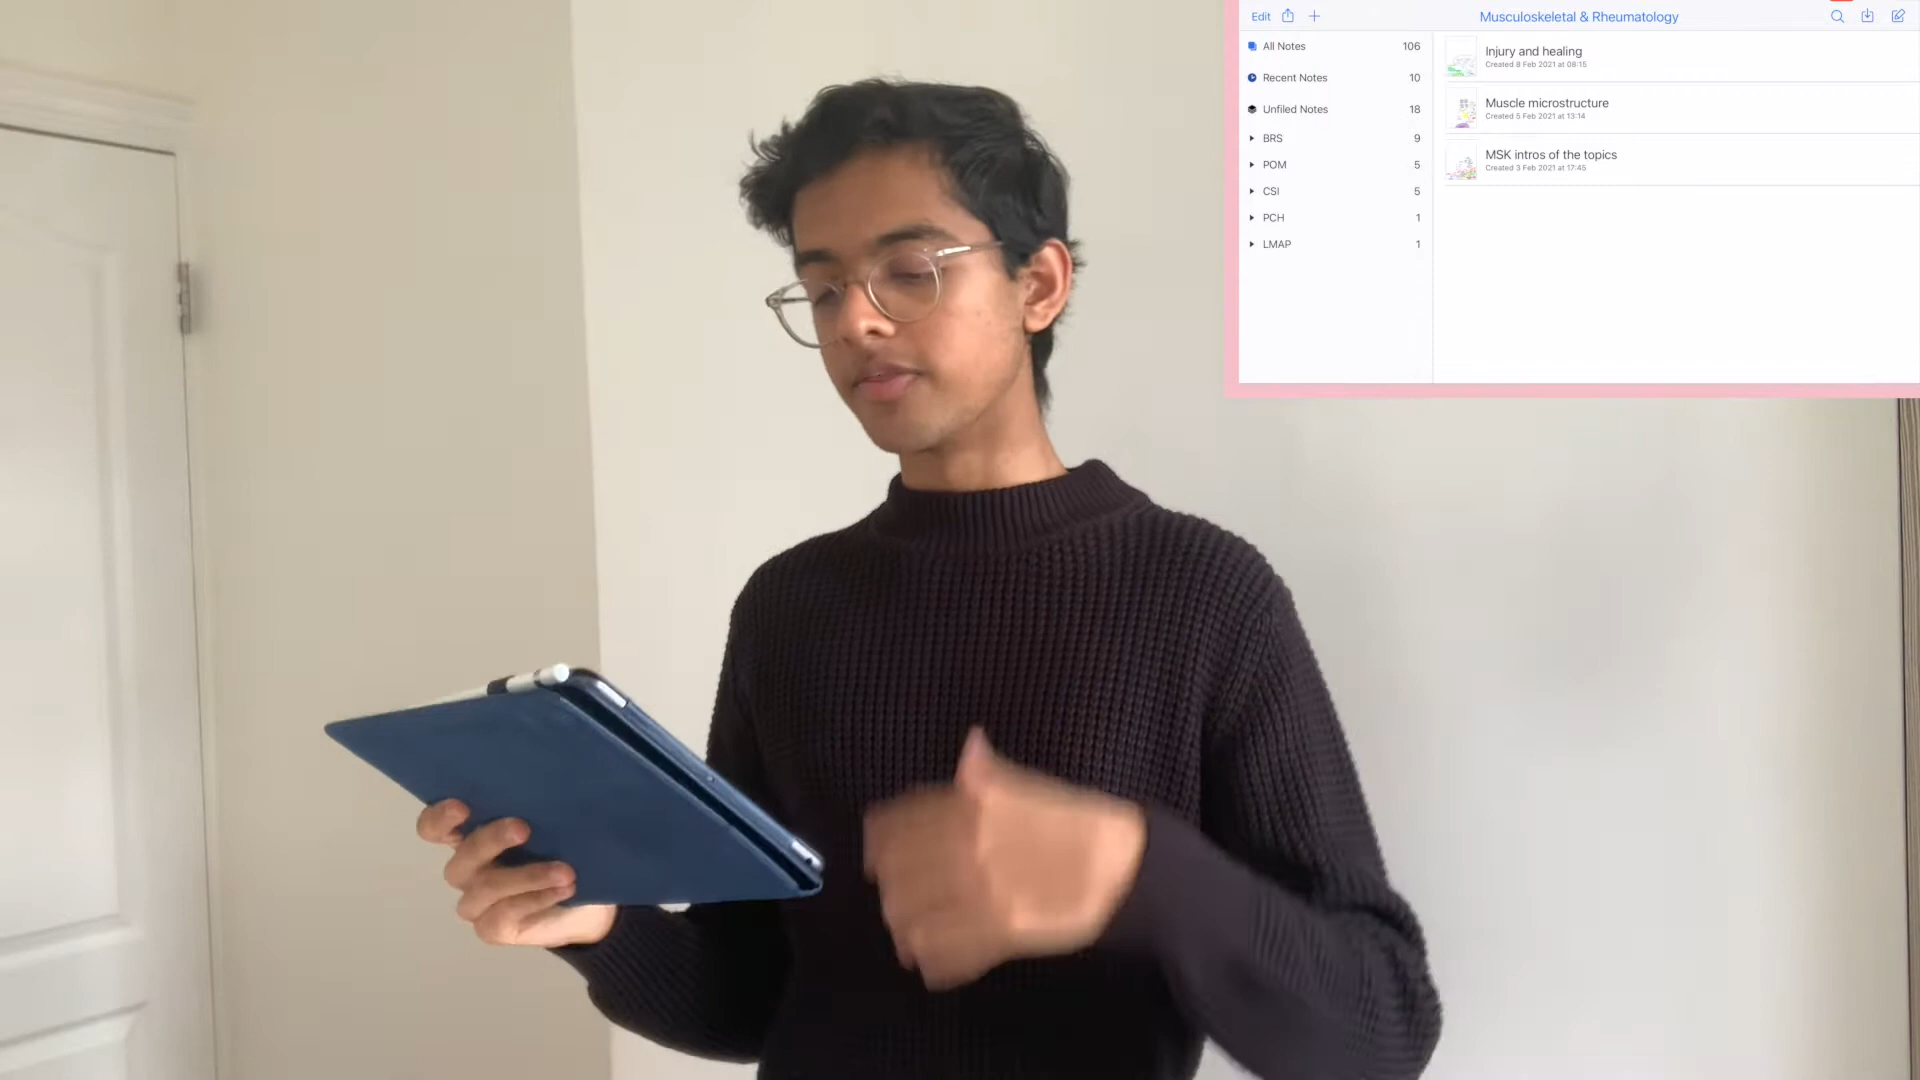 Edit
Musculoskeletal & Rheumatology
All Notes 106
Recent Notes 10
Unfiled Notes 18
BRS 9
POM 5
CSI 5
PCH 1
LMAP 1
Injury and healing
Created 8 Feb 2021 at 08:15
Muscle microstructure
Created 5 Feb 2021 at 13:14
MSK intros of the topics
Created 3 Feb 2021 at 17:45